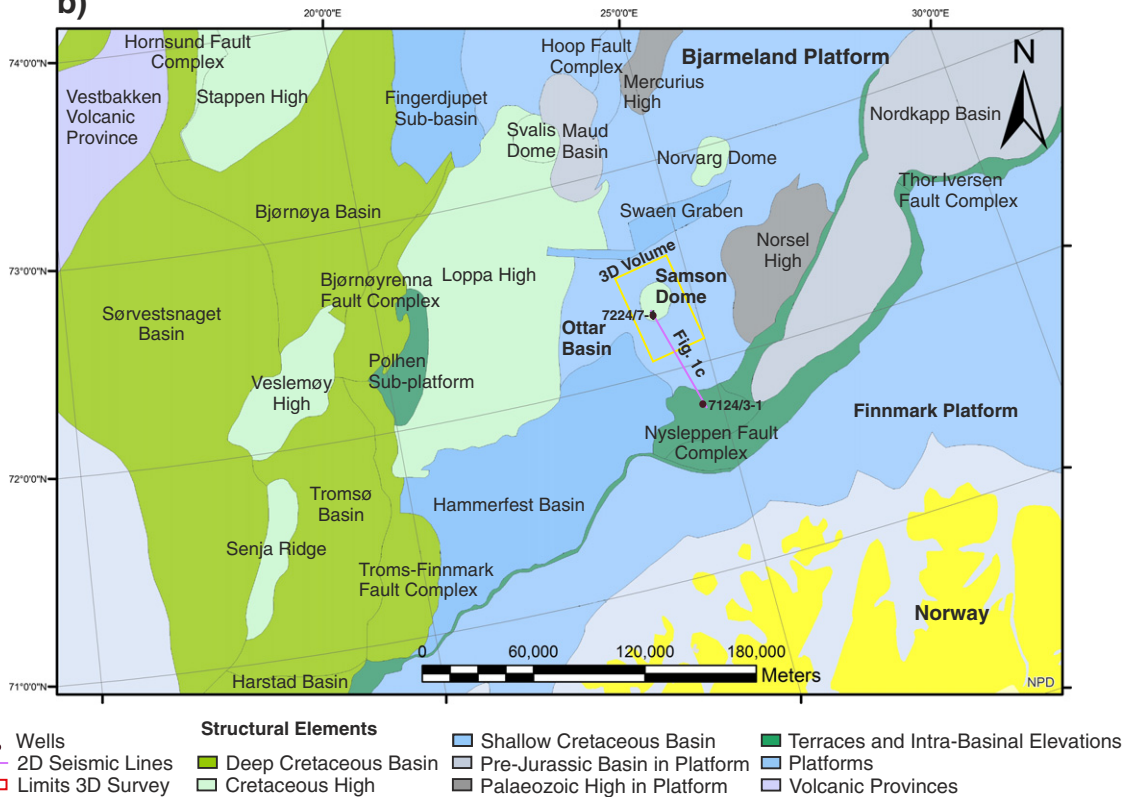 b)
20°0'0"E
25°0'0"E
30°0'0"E
74°0'0"N
73°0'0"N
72°0'0"N
71°0'0"N
Hornsund Fault
Complex
Vestbakken
Volcanic
Province
Stappen High
Fingerdjupet
Sub-basin
Hoop Fault
Complex
Mercurius
High
Bjarmeland Platform
N
Nordkapp Basin
Svalis
Dome
Maud
Basin
Norvarg Dome
Thor Iversen
Fault Complex
Bjørnøya Basin
Swaen Graben
Norsel
High
3D Volume
Samson
Dome
Loppa High
Bjørnøyrenna
Fault Complex
Sørvestsnaget
Basin
7224/7-1
Ottar
Basin
Fig. 1c
Polhen
Sub-platform
Veslemøy
High
7124/3-1
Finnmark Platform
Nysleppen Fault
Complex
Tromsø
Basin
Hammerfest Basin
Senja Ridge
Troms-Finnmark
Fault Complex
Norway
0 60,000 120,000 180,000
Meters
Harstad Basin
NPD
Structural Elements
Wells
2D Seismic Lines
Limits 3D Survey
Deep Cretaceous Basin
Cretaceous High
Shallow Cretaceous Basin
Pre-Jurassic Basin in Platform
Palaeozoic High in Platform
Terraces and Intra-Basinal Elevations
Platforms
Volcanic Provinces